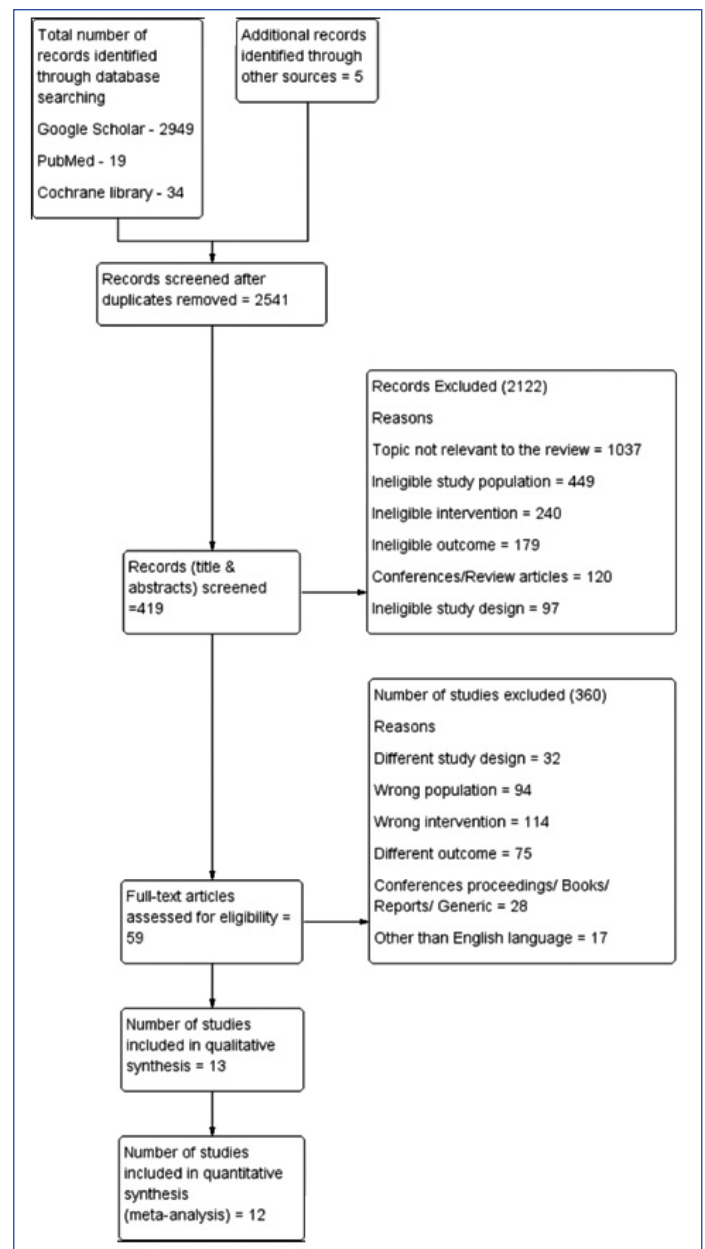 Total number of
records identified
through database
searching
Google Scholar - 2949
PubMed - 19
Cochrane library - 34
Additional records
identified through
other sources = 5
Records screened after
duplicates removed = 2541
Records Excluded (2122)
Reasons
Topic not relevant to the review = 1037
Ineligible study population = 449
Ineligible intervention = 240
Ineligible outcome = 179
Conferences/Review articles = 120
Ineligible study design = 97
Records (title &
abstracts) screened
=419
Number of studies excluded (360)
Reasons
Different study design = 32
Wrong population = 94
Wrong intervention = 114
Different outcome = 75
Conferences proceedings/ Books/
Reports/ Generic = 28
Other than English language = 17
Full-text articles
assessed for eligibility =
59
Number of studies
included in qualitative
synthesis = 13
Number of studies
included in quantitative
synthesis
(meta-analysis) = 12